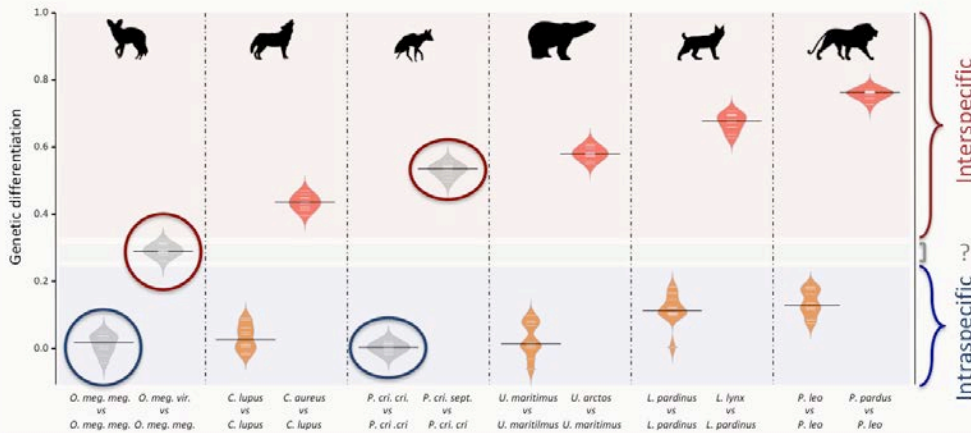 1.0
0.8
0.6
0.4
0.2
0.0
Genetic differentiation
Interspecific
?
Intraspecific
O. meg. meg. O. meg. vir. C. lupus C. aureus P. cri. cri. P. cri. sept. U. maritimus U. arctos L. pardinus L. lynx P. leo P. pardus
vs vs vs vs vs vs vs vs vs vs vs vs
O. meg. meg. O. meg. meg. C. lupus C. lupus P. cri .cri P. cri. cri U. maritilmus U. maritimus L. pardinus L. pardinus P. leo P. leo